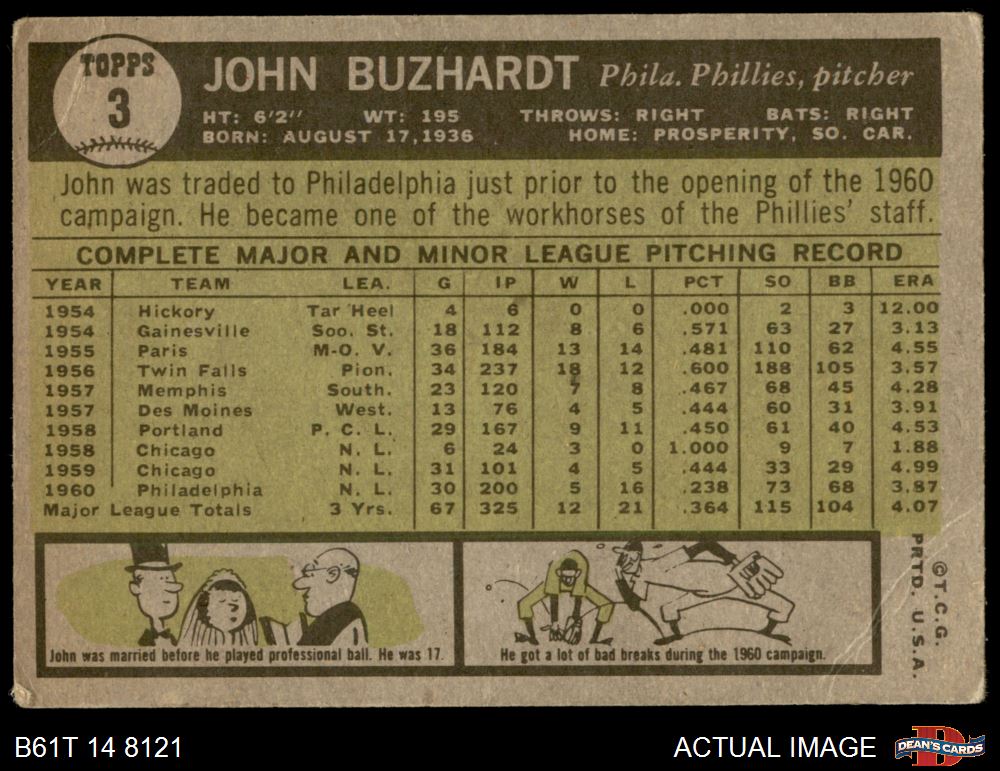 TOPPS
3
JOHN BUZHARDT Phila. Phillies, pitcher
HT: 6'2" WT: 195 THROWS: RIGHT BATS: RIGHT
BORN: AUGUST 17, 1936 HOME: PROSPERITY, SO. CAR.
John was traded to Philadelphia just prior to the opening of the 1960
campaign. He became one of the workhorses of the Phillies' staff.
COMPLETE MAJOR AND MINOR LEAGUE PITCHING RECORD
YEAR TEAM LEA. G IP W L PCT SO BB ERA
1954 Hickory Tar Heel 4 6 0 0 .000 2 3 12.00
1954 Gainesville Soo. St. 18 112 8 6 .571 63 27 3.13
1955 Paris M-O. V. 36 184 13 14 .481 110 62 4.55
1956 Twin Falls Pion. 34 237 18 12 .600 188 105 3.57
1957 Memphis South. 23 120 7 8 .467 68 45 4.28
1957 Des Moines West. 13 76 4 5 .444 60 31 3.91
1958 Portland P. C. L. 29 167 9 11 .450 61 40 4.53
1958 Chicago N. L. 6 24 3 0 1.000 9 7 1.88
1959 Chicago N. L. 31 101 4 5 .444 33 29 4.99
1960 Philadelphia N. L. 30 200 5 16 .238 73 68 3.87
Major League Totals 3 Yrs. 67 325 12 21 .364 115 104 4.07
John was married before he played professional ball. He was 17.
He got a lot of bad breaks during the 1960 campaign.
©T.C.G.
PRTD. U.S.A.
B61T 14 8121
ACTUAL IMAGE
DEAN'S CARDS